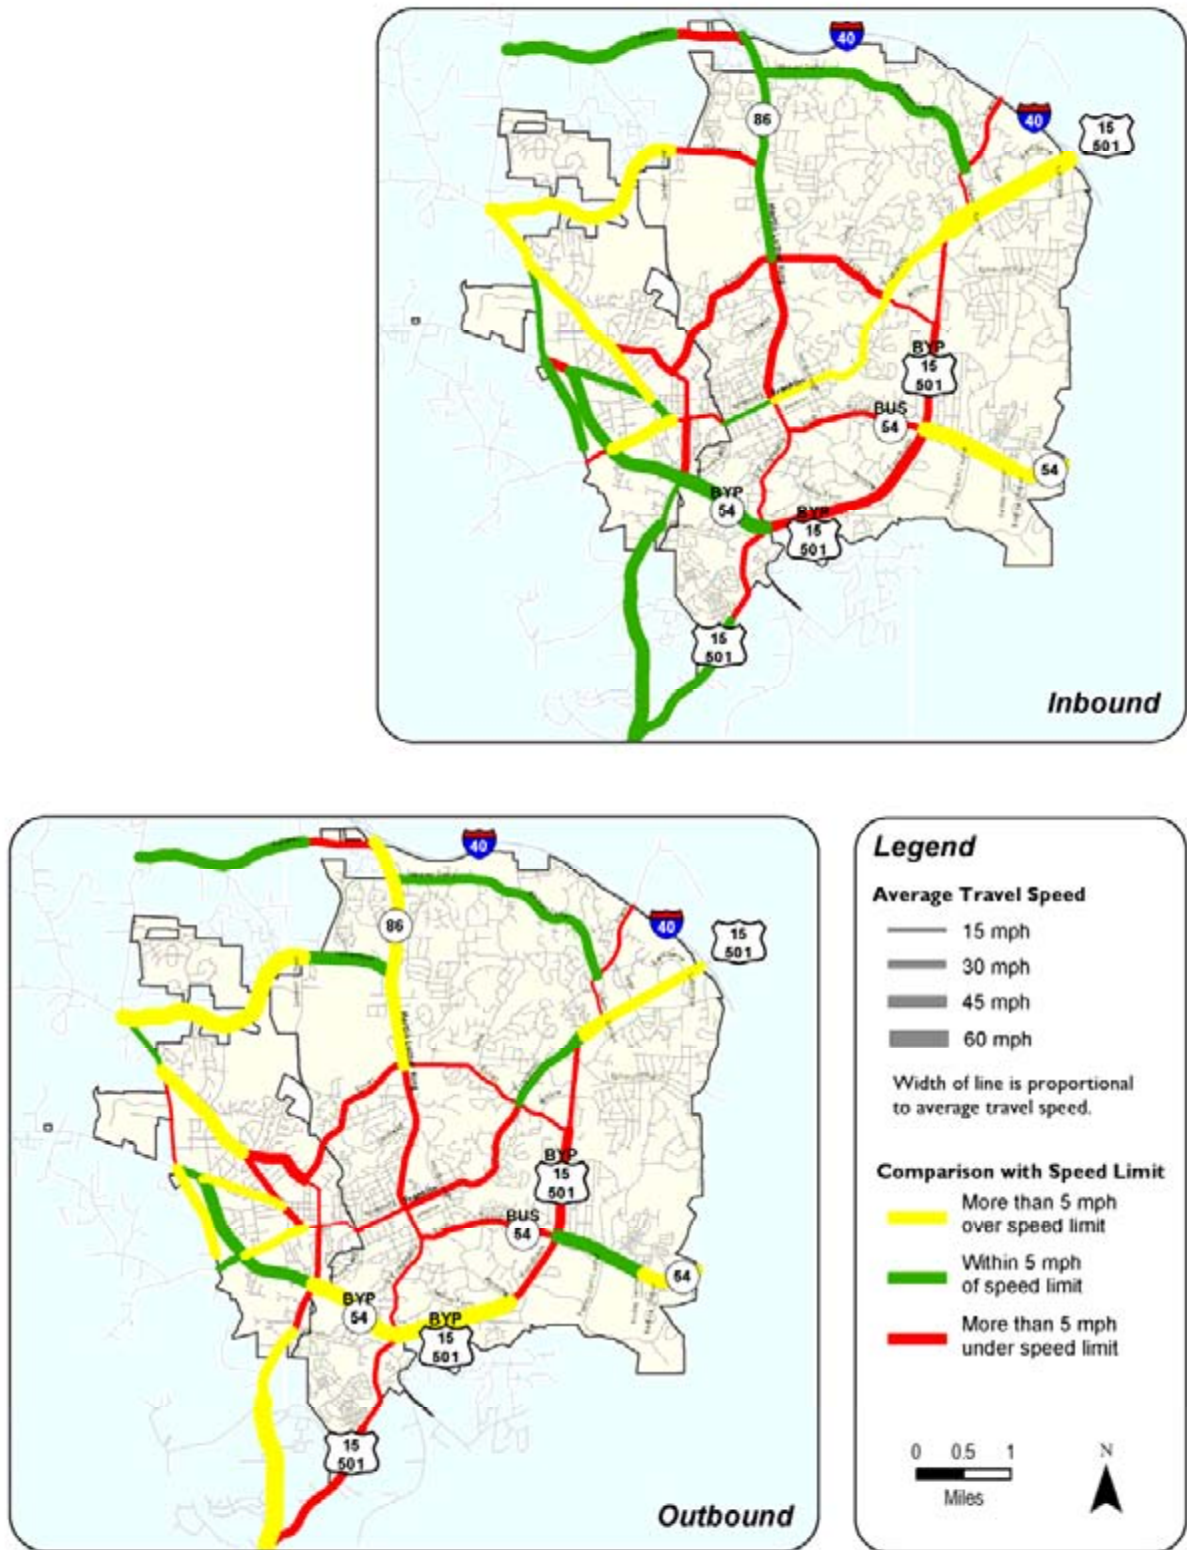 40
86
40
15
501
BYP
15
501
BUS
54
54
BYP
54
BYP
15
501
15
501
Inbound
40
86
40
15
501
BYP
15
501
BUS
54
54
BYP
54
BYP
15
501
15
501
Outbound
Legend
Average Travel Speed
15 mph
30 mph
45 mph
60 mph
Width of line is proportional
to average travel speed.
Comparison with Speed Limit
More than 5 mph
over speed limit
Within 5 mph
of speed limit
More than 5 mph
under speed limit
0 0.5 1
Miles
N